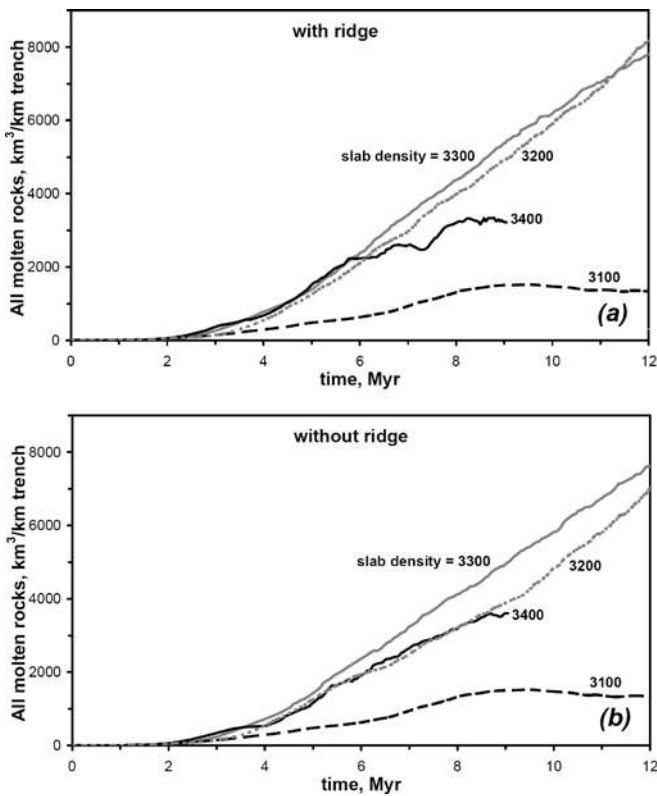 with ridge
8000
6000
4000
2000
0
All molten rocks, km³/km trench
slab density = 3300
3200
3400
3100
(a)
0 2 4 6 8 10 12
time, Myr
without ridge
8000
6000
4000
2000
0
All molten rocks, km³/km trench
slab density = 3300
3200
3400
3100
(b)
0 2 4 6 8 10 12
time, Myr